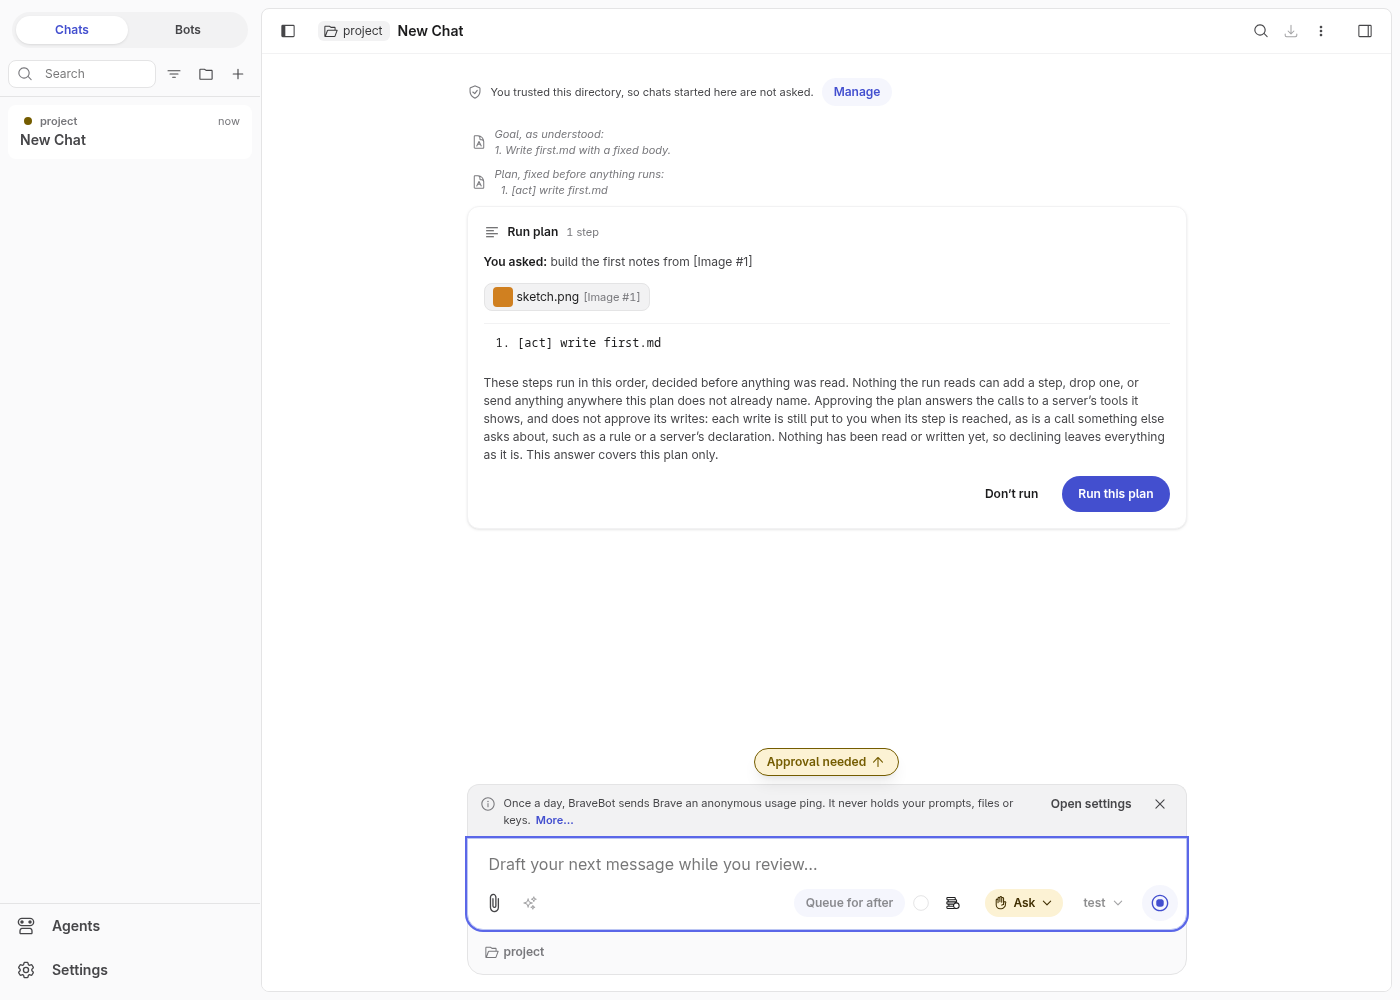 Chats
Bots
Search
project
now
New Chat
Agents
Settings
project
New Chat
You trusted this directory, so chats started here are not asked.
Manage
Goal, as understood:
1. Write first.md with a fixed body.
Plan, fixed before anything runs:
1. [act] write first.md
Run plan 1 step
You asked: build the first notes from [Image #1]
sketch.png [Image #1]
1. [act] write first.md
These steps run in this order, decided before anything was read. Nothing the run reads can add a step, drop one, or
send anything anywhere this plan does not already name. Approving the plan answers the calls to a server’s tools it
shows, and does not approve its writes: each write is still put to you when its step is reached, as is a call something else
asks about, such as a rule or a server’s declaration. Nothing has been read or written yet, so declining leaves everything
as it is. This answer covers this plan only.
Don’t run
Run this plan
Approval needed
Once a day, BraveBot sends Brave an anonymous usage ping. It never holds your prompts, files or
keys. More...
Open settings
Draft your next message while you review...
Queue for after
Ask
test
project